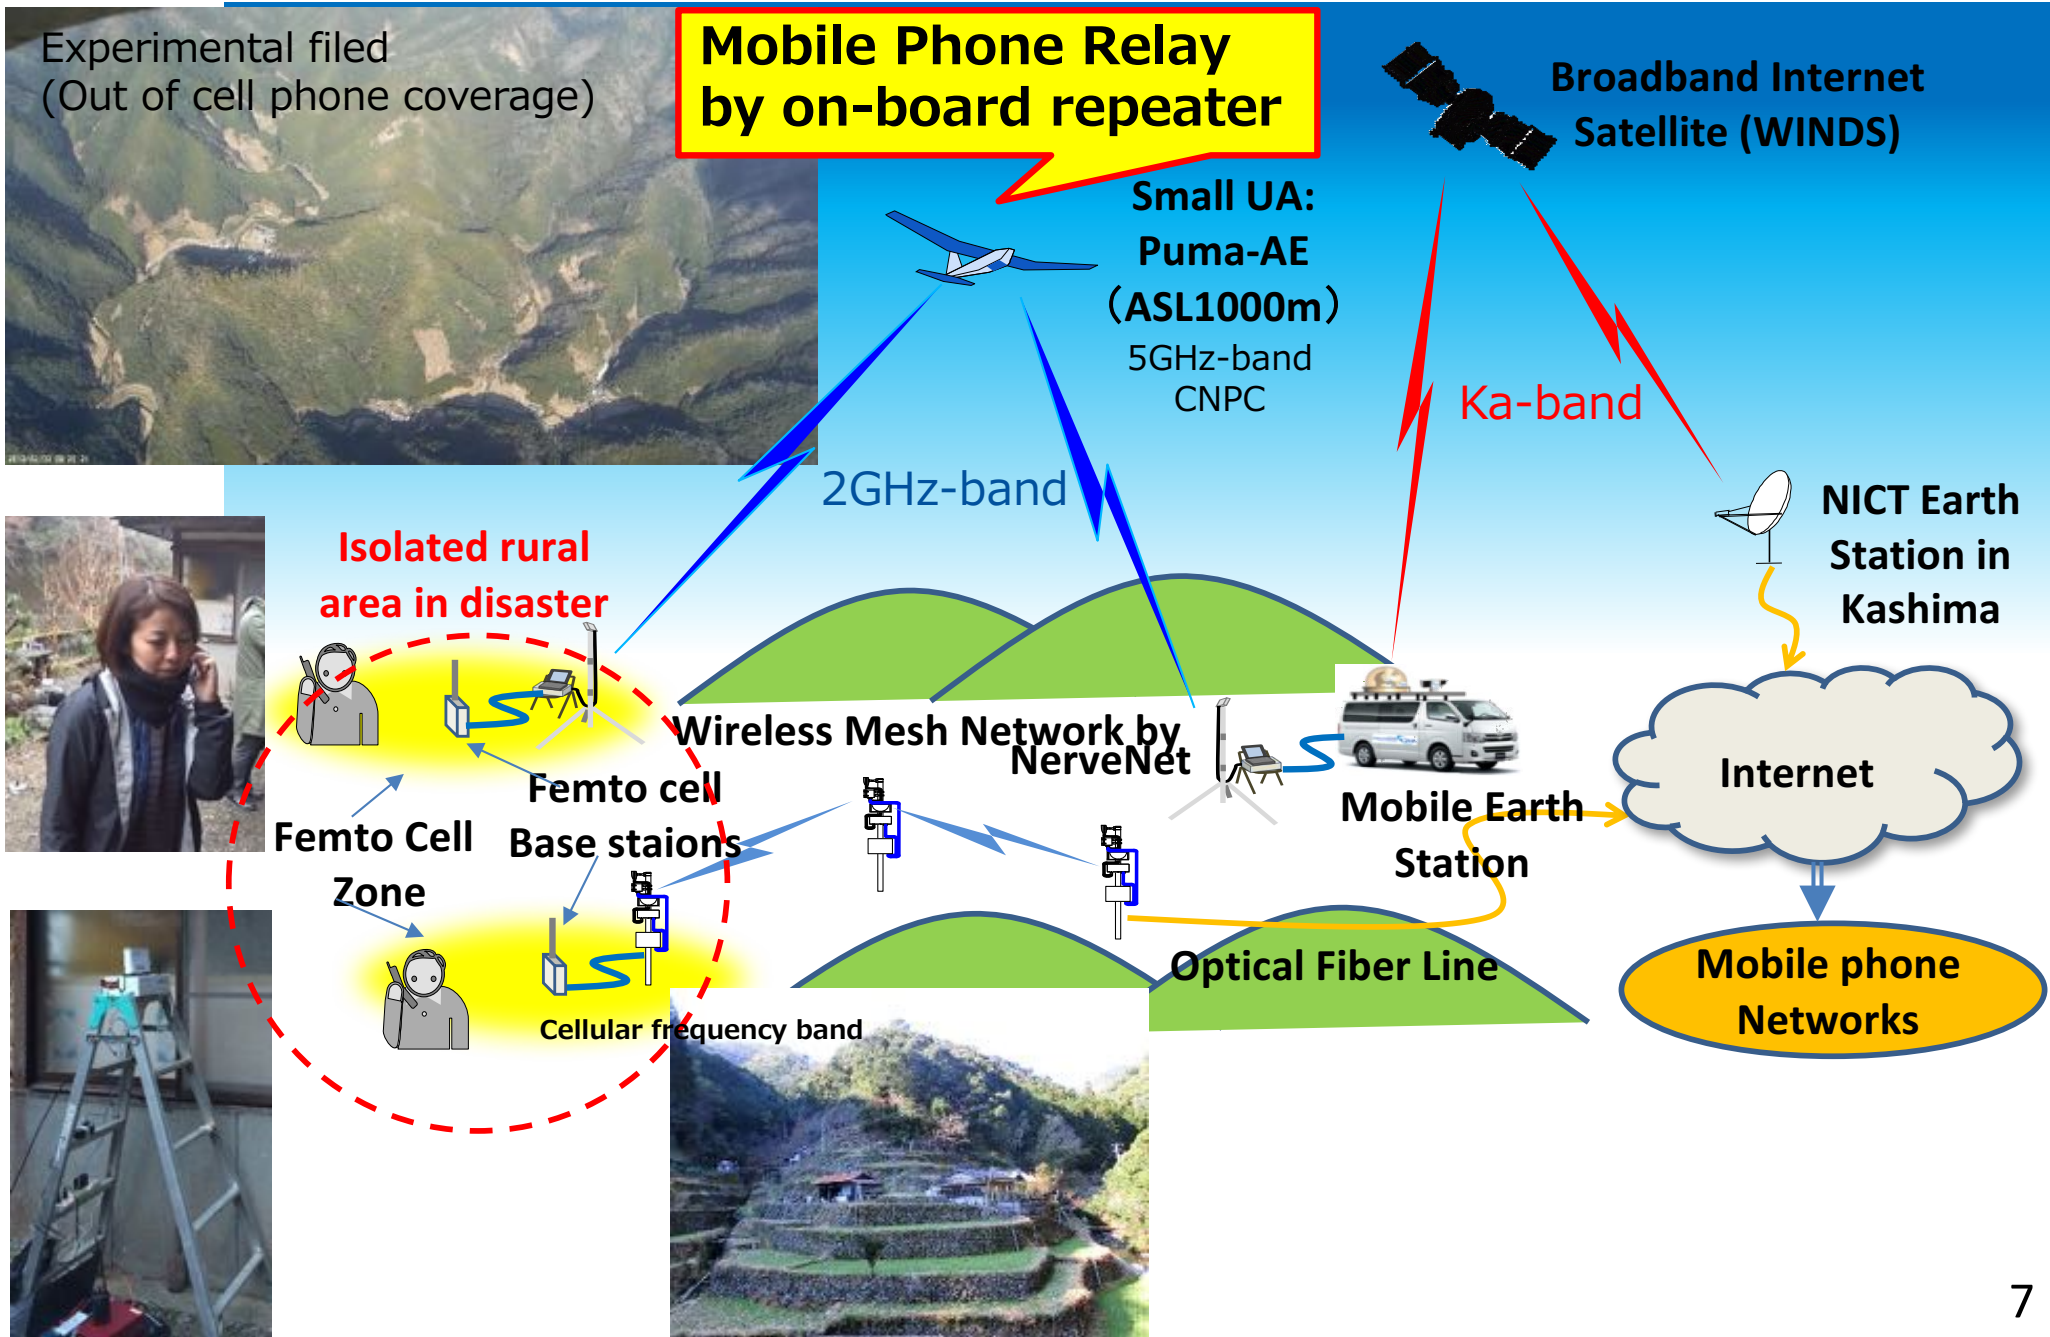 Experimental filed
(Out of cell phone coverage)
Mobile Phone Relay
by on-board repeater
Broadband Internet
Satellite (WINDS)
Small UA:
Puma-AE
（ASL1000m）
5GHz-band
CNPC
Ka-band
2GHz-band
NICT Earth
Station in
Kashima
Isolated rural
area in disaster
Wireless Mesh Network by
NerveNet
Femto cell
Base staions
Femto Cell
Zone
Mobile Earth
Station
Internet
Optical Fiber Line
Mobile phone
Networks
Cellular frequency band
7